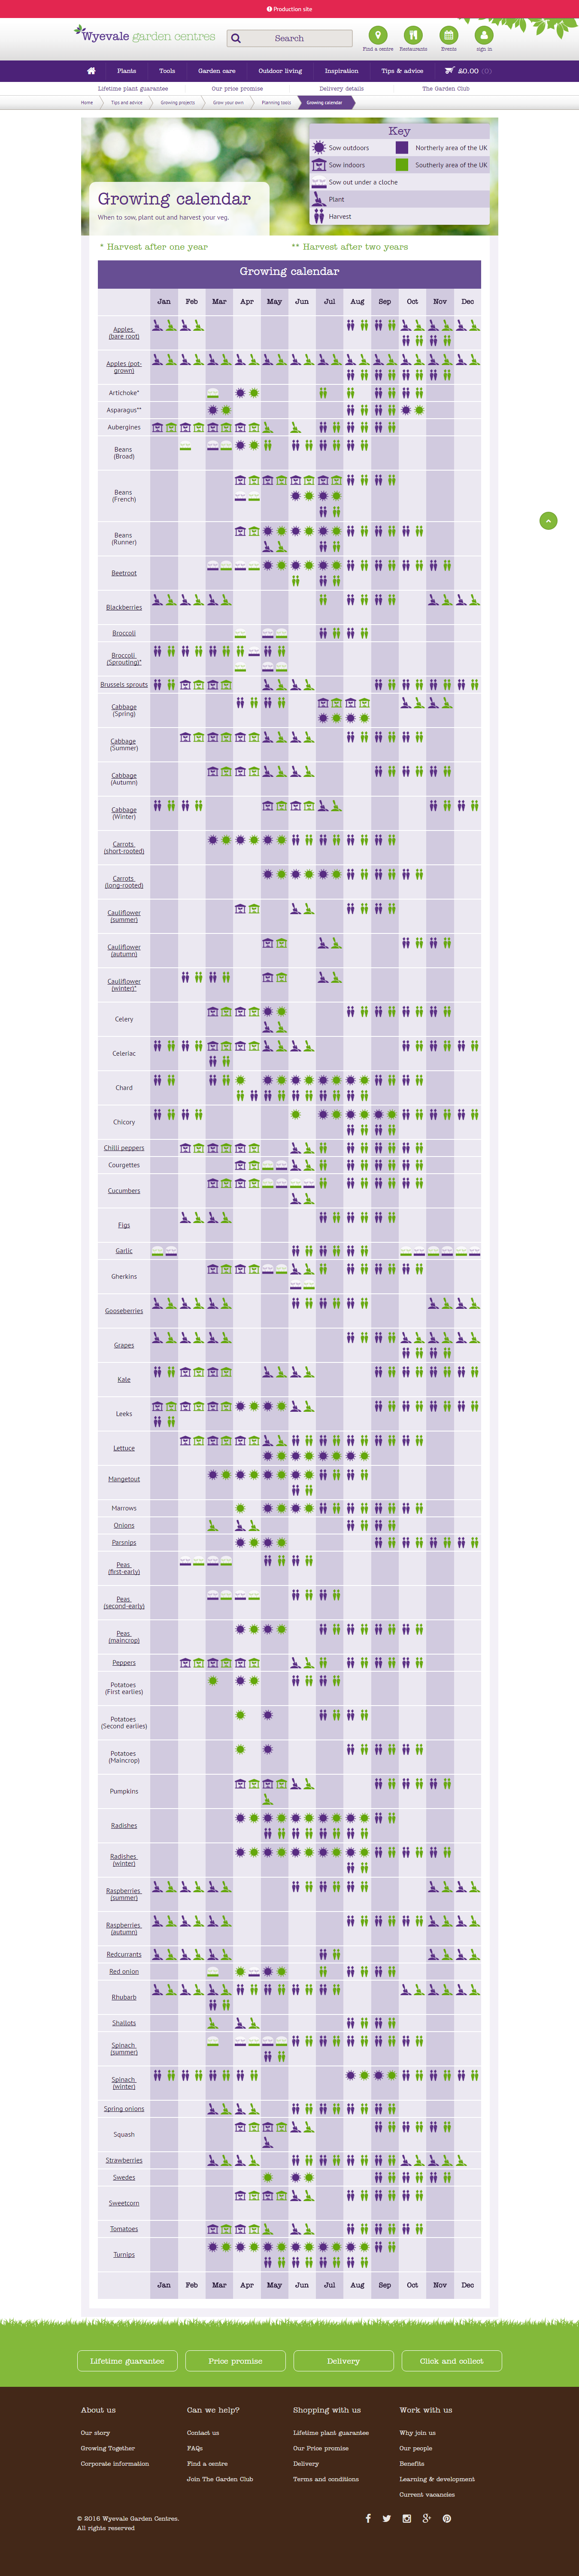 Production site
Wyevale garden centres
Search
Find a centre
Restaurants
Events
sign in
Plants
Tools
Garden care
Outdoor living
Inspiration
Tips & advice
£0.00 (0)
Lifetime plant guarantee
Our price promise
Delivery details
The Garden Club
Home
Tips and advice
Growing projects
Grow your own
Planning tools
Growing calendar
Growing calendar
When to sow, plant out and harvest your veg.
Key
Sow outdoors
Northerly area of the UK
Sow indoors
Southerly area of the UK
Sow out under a cloche
Plant
Harvest
* Harvest after one year
** Harvest after two years
Growing calendar
Jan Feb Mar Apr May Jun Jul Aug Sep Oct Nov Dec
Apples
(bare root)
Apples (pot-
grown)
Artichoke*
Asparagus**
Aubergines
Beans
(Broad)
Beans
(French)
Beans
(Runner)
Beetroot
Blackberries
Broccoli
Broccoli
(Sprouting)*
Brussels sprouts
Cabbage
(Spring)
Cabbage
(Summer)
Cabbage
(Autumn)
Cabbage
(Winter)
Carrots
(short-rooted)
Carrots
(long-rooted)
Cauliflower
(summer)
Cauliflower
(autumn)
Cauliflower
(winter)*
Celery
Celeriac
Chard
Chicory
Chilli peppers
Courgettes
Cucumbers
Figs
Garlic
Gherkins
Gooseberries
Grapes
Kale
Leeks
Lettuce
Mangetout
Marrows
Onions
Parsnips
Peas
(first-early)
Peas
(second-early)
Peas
(maincrop)
Peppers
Potatoes
(First earlies)
Potatoes
(Second earlies)
Potatoes
(Maincrop)
Pumpkins
Radishes
Radishes
(winter)
Raspberries
(summer)
Raspberries
(autumn)
Redcurrants
Red onion
Rhubarb
Shallots
Spinach
(summer)
Spinach
(winter)
Spring onions
Squash
Strawberries
Swedes
Sweetcorn
Tomatoes
Turnips
Jan Feb Mar Apr May Jun Jul Aug Sep Oct Nov Dec
Lifetime guarantee
Price promise
Delivery
Click and collect
About us
Our story
Growing Together
Corporate information
Can we help?
Contact us
FAQs
Find a centre
Join The Garden Club
Shopping with us
Lifetime plant guarantee
Our Price promise
Delivery
Terms and conditions
Work with us
Why join us
Our people
Benefits
Learning & development
Current vacancies
© 2016 Wyevale Garden Centres.
All rights reserved